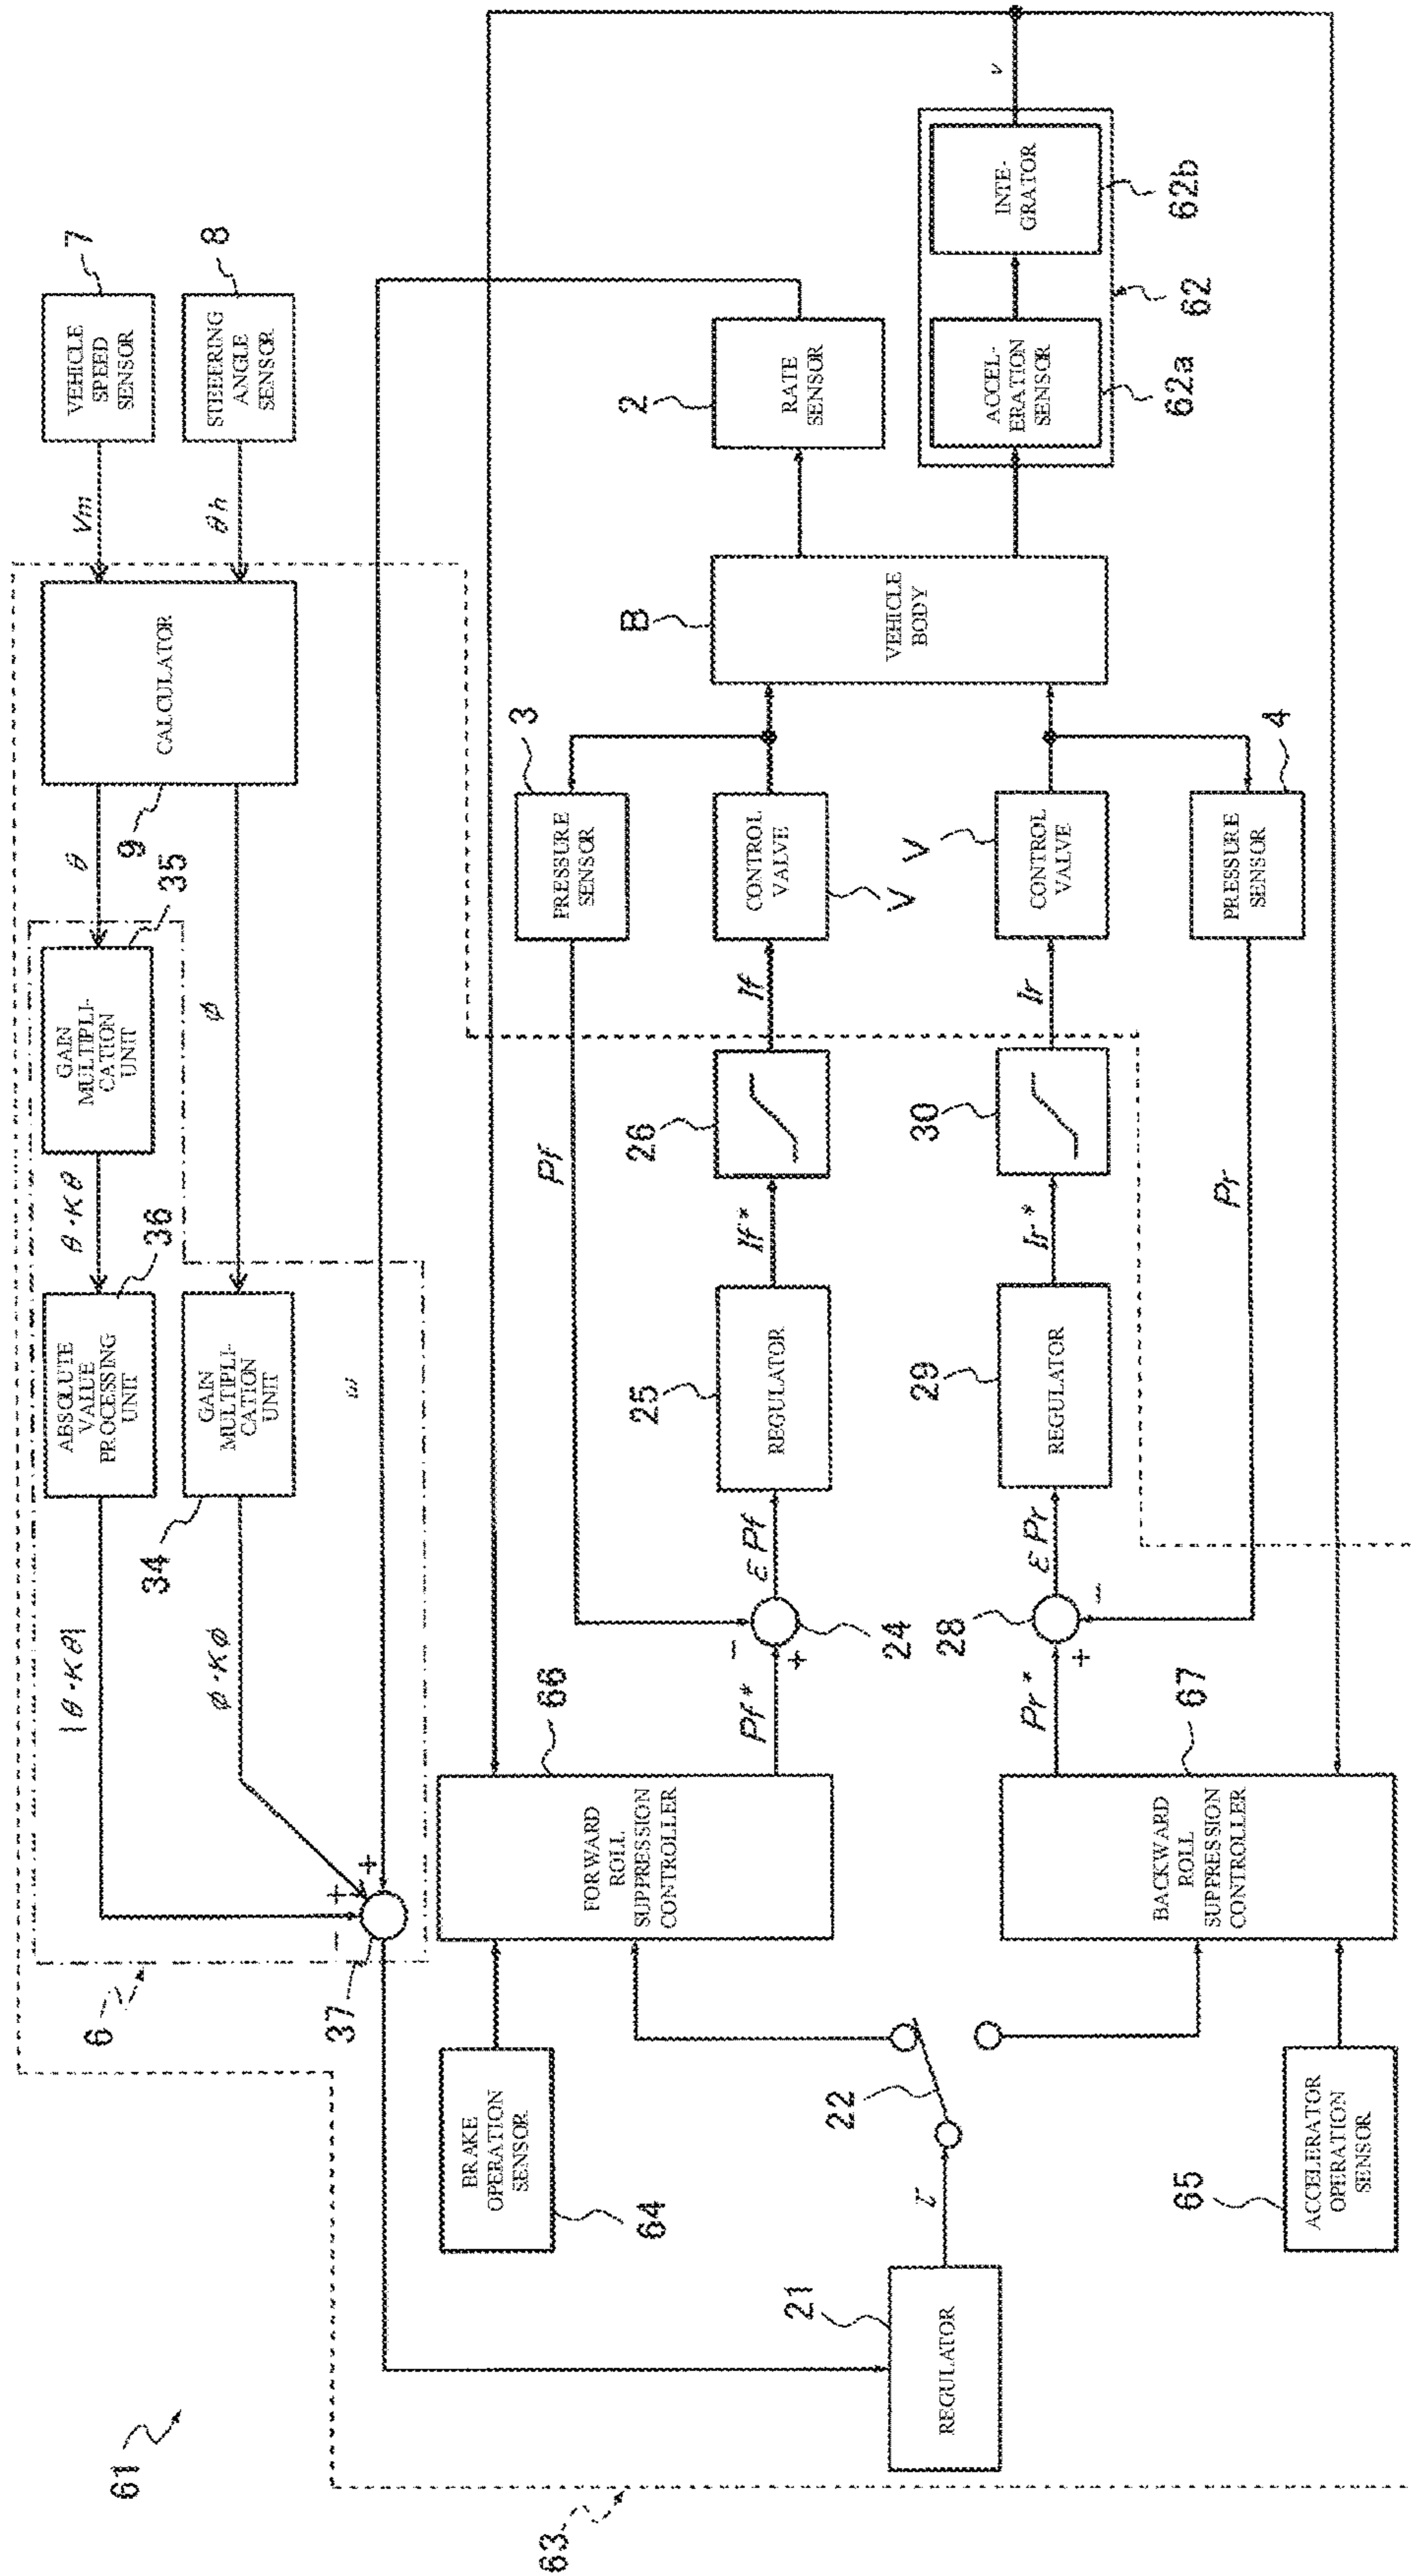 61
63
6
37
VEHICLE
SPEED
SENSOR
7
STEEERING
ANGLE
SENSOR
8
Vm
θh
CALCULATOR
9
θ
φ
GAIN
MULTIPLI-
CATION
UNIT
35
θ・Kθ
ABSOLUTE
VALUE
PROCESSING
UNIT
36
GAIN
MULTIPLI-
CATION
UNIT
34
|θ・Kθ|
φ・Kφ
ω
−
+
+
REGULATOR
21
τ
22
BRAKE
OPERATION
SENSOR
64
ACCELERATOR
OPERATION
SENSOR
65
FORWARD
ROLL
SUPPRESSION
CONTROLLER
66
BACKWARD
ROLL
SUPPRESSION
CONTROLLER
67
Pf*
−
+
24
εPf
REGULATOR
25
If*
26
If
Pf
Pr*
+
−
28
εPr
REGULATOR
29
Ir*
30
Ir
Pr
PRESSURE
SENSOR
3
CONTROL
VALVE
V
CONTROL
VALVE
V
PRESSURE
SENSOR
4
VEHICLE
BODY
B
RATE
SENSOR
2
ACCEL-
ERATION
SENSOR
62a
INTE-
GRATOR
62b
62
v